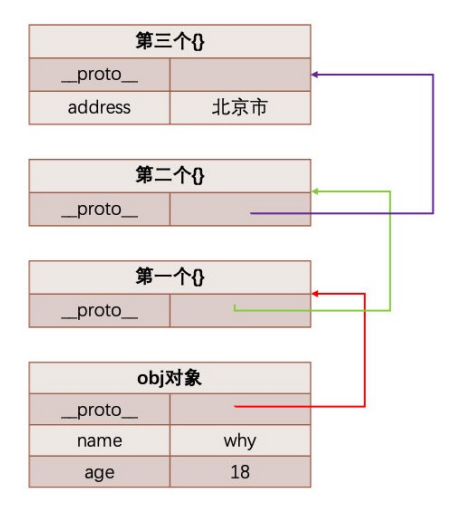 第三个{}
__proto__
address 北京市
第二个{}
__proto__
第一个{}
__proto__
obj对象
__proto__
name why
age 18